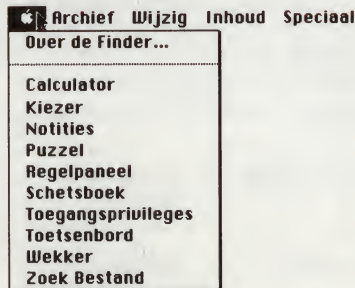 Archief Wijzig Inhoud Speciaal
Over de Finder...
Calculator
Kiezer
Notities
Puzzel
Regelpaneel
Schetsboek
Toegangsprivileges
Toetsenbord
Wekker
Zoek Bestand